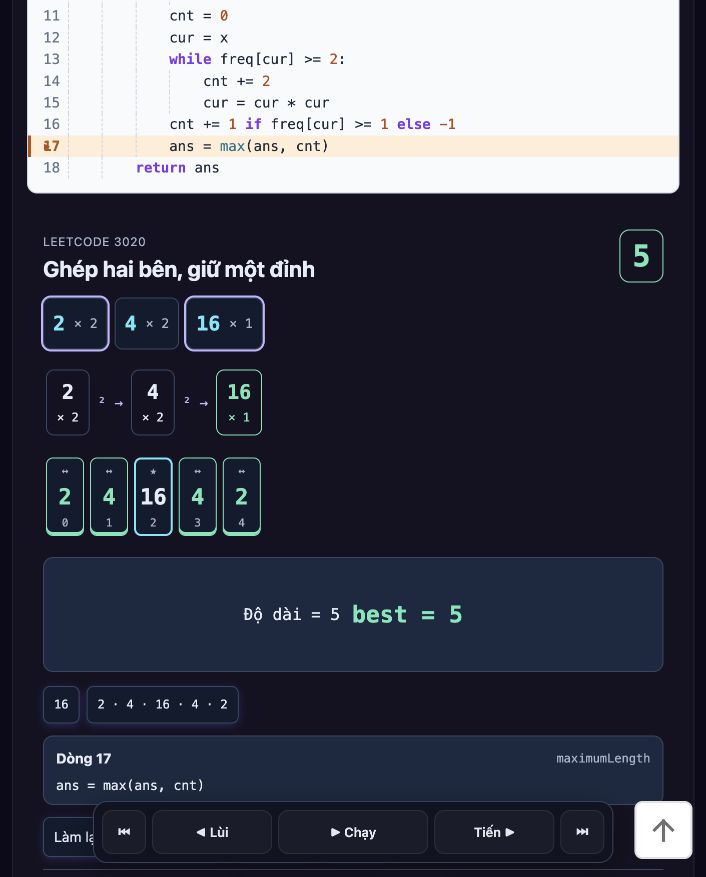 11 cnt = 0
12 cur = x
13 while freq[cur] >= 2:
14 cnt += 2
15 cur = cur * cur
16 cnt += 1 if freq[cur] >= 1 else -1
17 ans = max(ans, cnt)
18 return ans
LEETCODE 3020
Ghép hai bên, giữ một đỉnh
5
2 × 2 4 × 2 16 × 1
2 ² → 4 ² → 16
× 2 × 2 × 1
↔ ↔ ★ ↔ ↔
2 4 16 4 2
0 1 2 3 4
Độ dài = 5 best = 5
16 2 · 4 · 16 · 4 · 2
Dòng 17 maximumLength
ans = max(ans, cnt)
Làm
⏮ ◀ Lùi ▶ Chạy Tiến ▶ ⏭